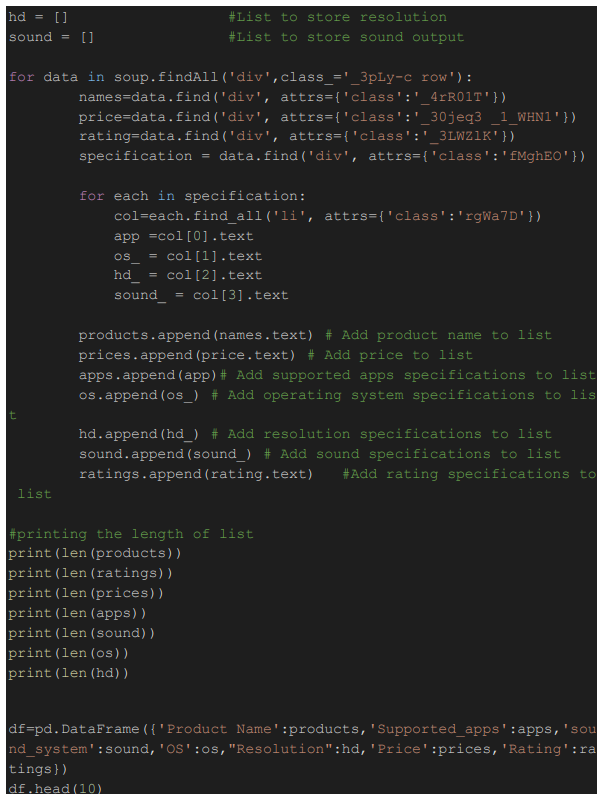 hd = [] #List to store resolution
sound = [] #List to store sound output
for data in soup.findAll('div',class_='_3pLy-c row'):
names=data.find('div', attrs={'class':'_4rR01T'})
price=data.find('div', attrs={'class':'_30jeq3 _1_WHN1'})
rating=data.find('div', attrs={'class':'_3LWZlK'})
specification = data.find('div', attrs={'class':'fMghEO'})
for each in specification:
col=each.find_all('li', attrs={'class':'rgWa7D'})
app =col[0].text
os_ = col[1].text
hd_ = col[2].text
sound_ = col[3].text
products.append(names.text) # Add product name to list
prices.append(price.text) # Add price to list
apps.append(app)# Add supported apps specifications to list
os.append(os_) # Add operating system specifications to lis
t
hd.append(hd_) # Add resolution specifications to list
sound.append(sound_) # Add sound specifications to list
ratings.append(rating.text) #Add rating specifications to
list
#printing the length of list
print(len(products))
print(len(ratings))
print(len(prices))
print(len(apps))
print(len(sound))
print(len(os))
print(len(hd))
df=pd.DataFrame({'Product Name':products,'Supported_apps':apps,'sou
nd_system':sound,'OS':os,"Resolution":hd,'Price':prices,'Rating':ra
tings})
df.head(10)